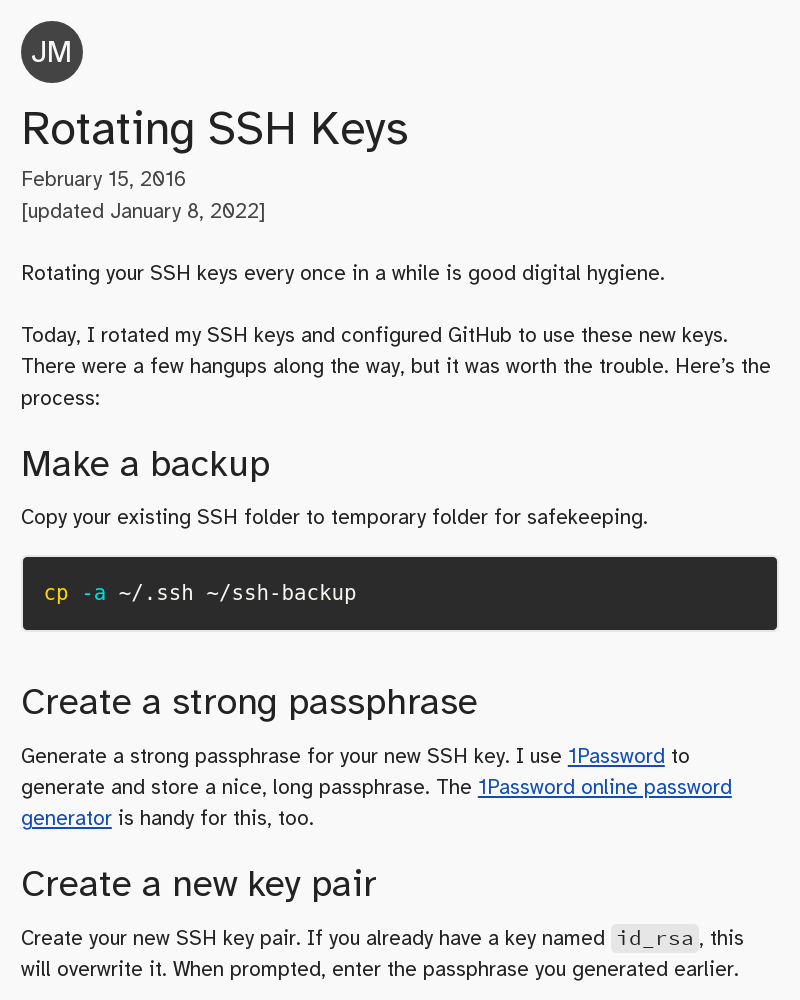 JM
Rotating SSH Keys
February 15, 2016
[updated January 8, 2022]
Rotating your SSH keys every once in a while is good digital hygiene.
Today, I rotated my SSH keys and configured GitHub to use these new keys.
There were a few hangups along the way, but it was worth the trouble. Here’s the
process:
Make a backup
Copy your existing SSH folder to temporary folder for safekeeping.
cp -a ~/.ssh ~/ssh-backup
Create a strong passphrase
Generate a strong passphrase for your new SSH key. I use 1Password to
generate and store a nice, long passphrase. The 1Password online password
generator is handy for this, too.
Create a new key pair
Create your new SSH key pair. If you already have a key named id_rsa, this
will overwrite it. When prompted, enter the passphrase you generated earlier.